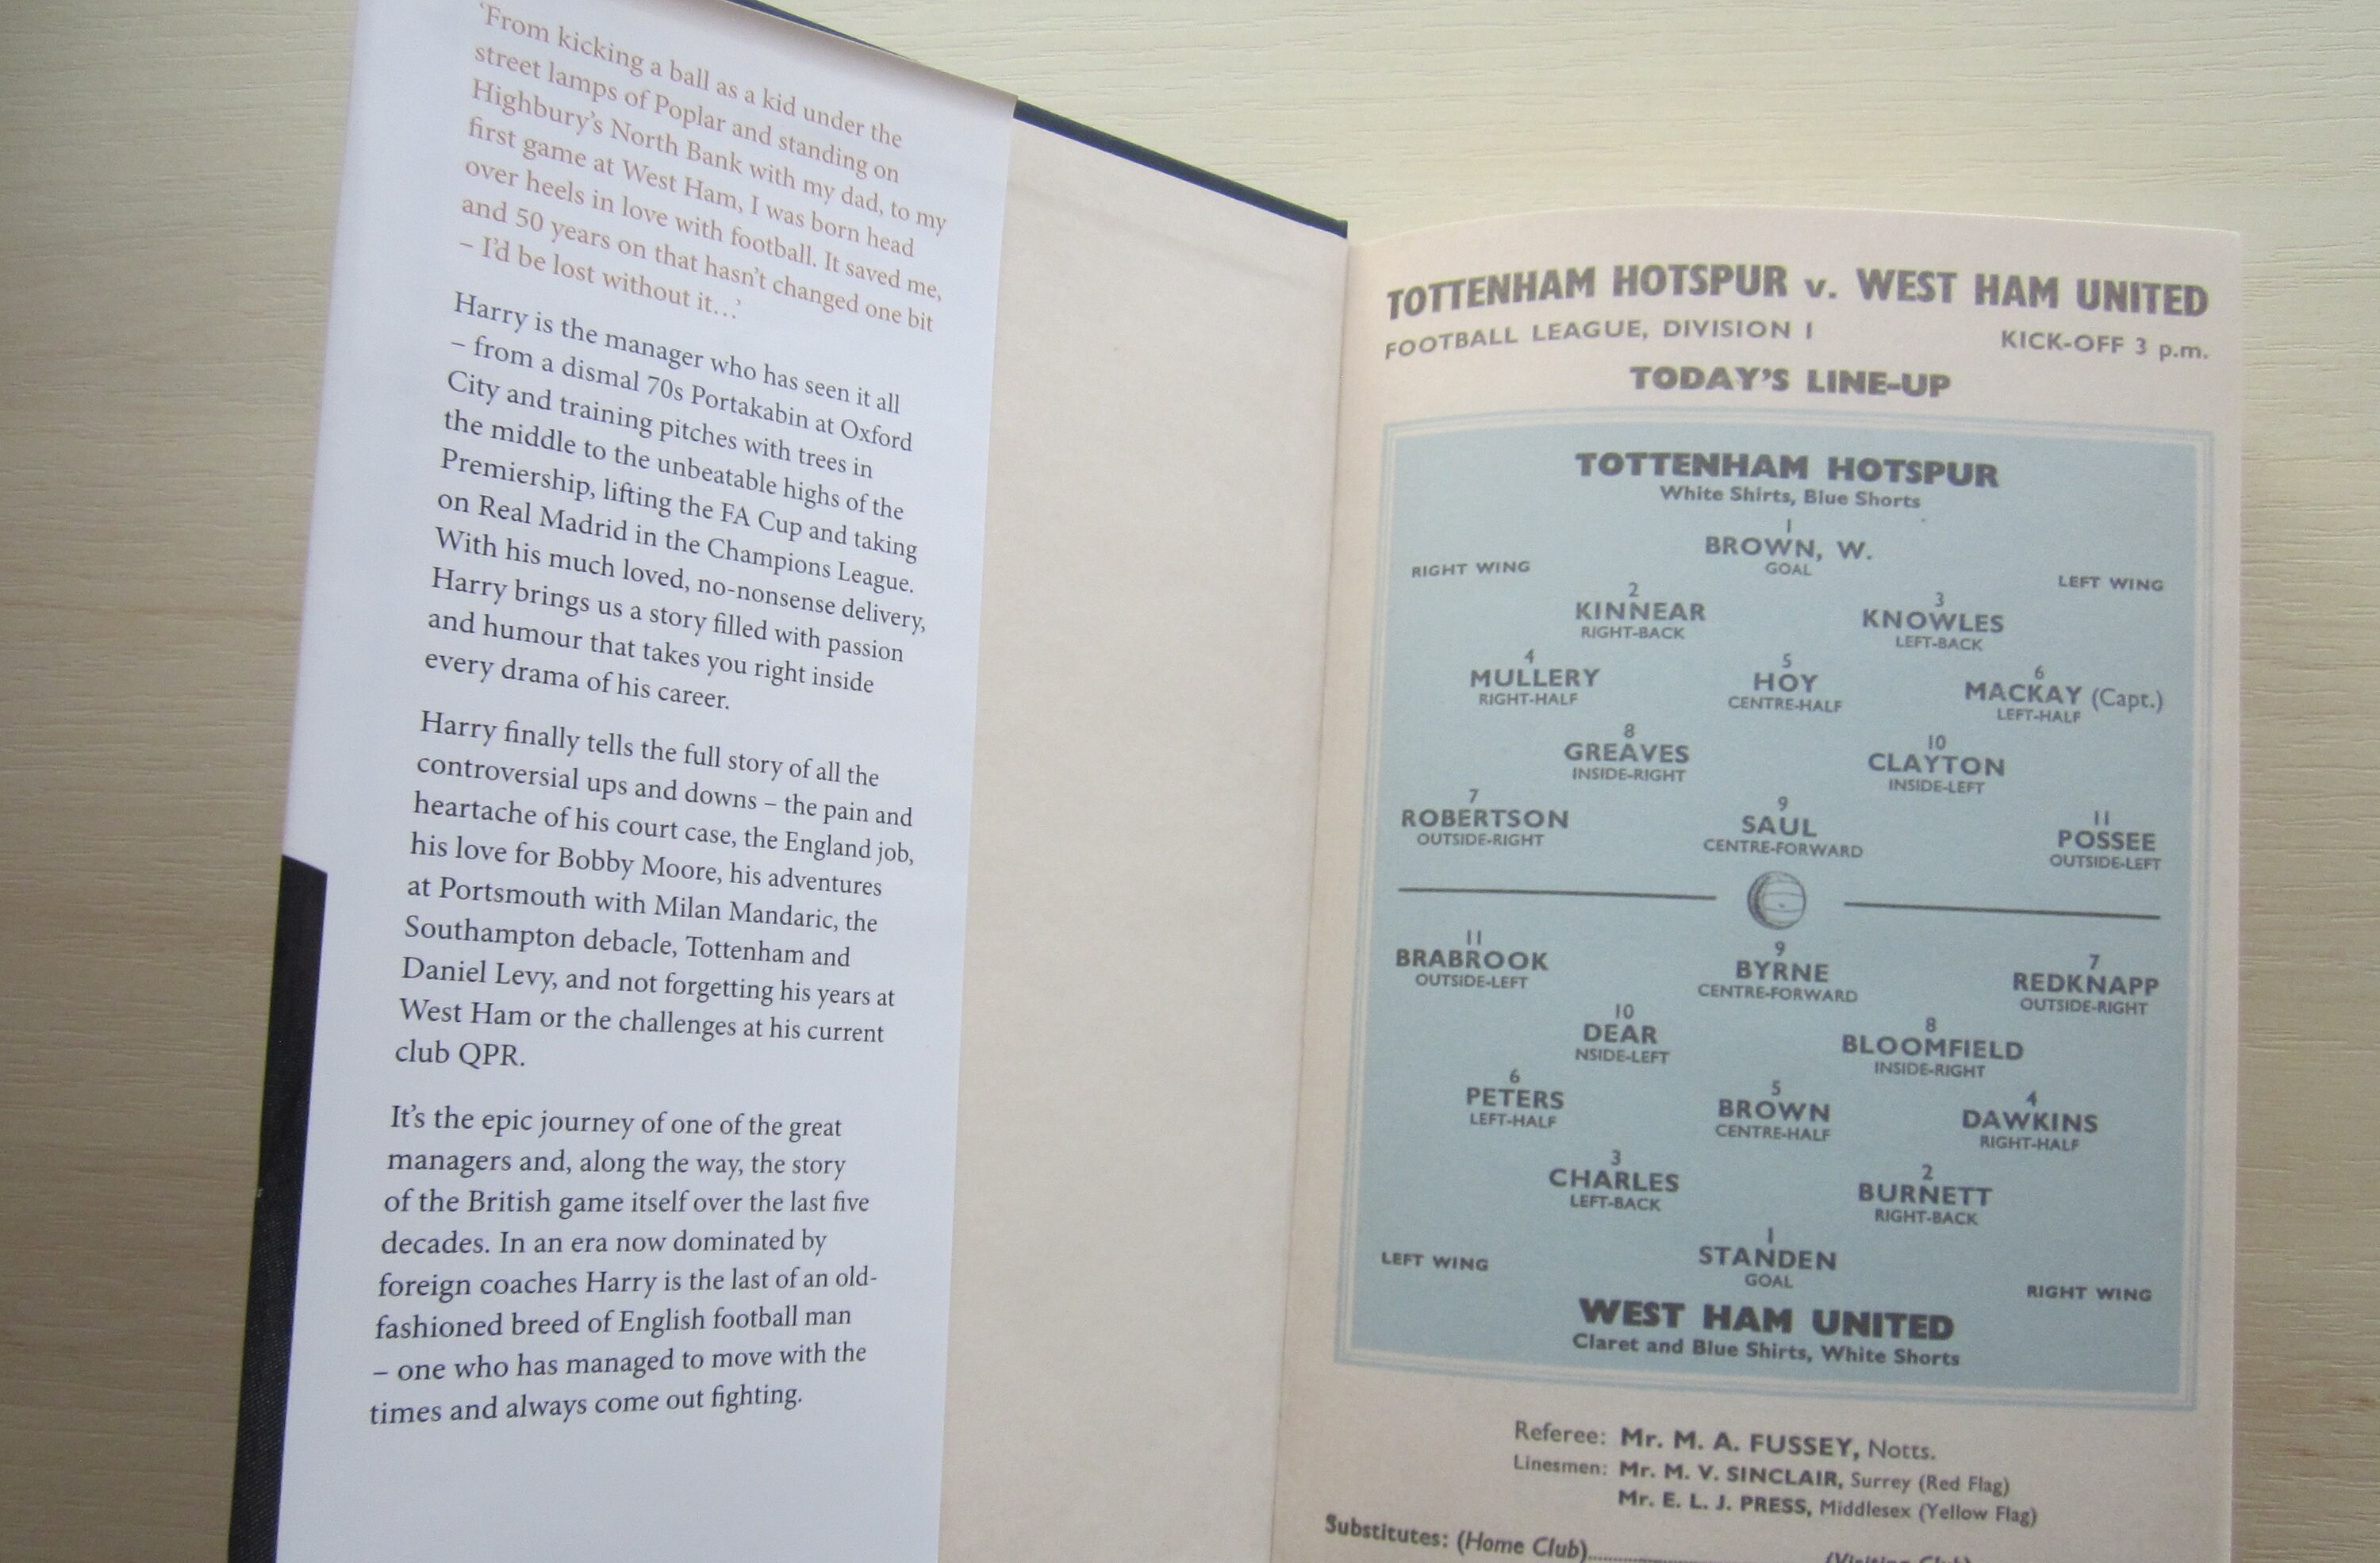 ‘From kicking a ball as a kid under the
street lamps of Poplar and standing on
Highbury’s North Bank with my dad, to my
first game at West Ham, I was born head
over heels in love with football. It saved me,
and 50 years on that hasn’t changed one bit
– I’d be lost without it…’
Harry is the manager who has seen it all
– from a dismal 70s Portakabin at Oxford
City and training pitches with trees in
the middle to the unbeatable highs of the
Premiership, lifting the FA Cup and taking
on Real Madrid in the Champions League.
With his much loved, no-nonsense delivery,
Harry brings us a story filled with passion
and humour that takes you right inside
every drama of his career.
Harry finally tells the full story of all the
controversial ups and downs – the pain and
heartache of his court case, the England job,
his love for Bobby Moore, his adventures
at Portsmouth with Milan Mandaric, the
Southampton debacle, Tottenham and
Daniel Levy, and not forgetting his years at
West Ham or the challenges at his current
club QPR.
It’s the epic journey of one of the great
managers and, along the way, the story
of the British game itself over the last five
decades. In an era now dominated by
foreign coaches Harry is the last of an old-
fashioned breed of English football man
– one who has managed to move with the
times and always come out fighting.
TOTTENHAM HOTSPUR v. WEST HAM UNITED
FOOTBALL LEAGUE, DIVISION I KICK-OFF 3 p.m.
TODAY’S LINE-UP
TOTTENHAM HOTSPUR
White Shirts, Blue Shorts
1
BROWN, W.
GOAL
RIGHT WING LEFT WING
2 3
KINNEAR KNOWLES
RIGHT-BACK LEFT-BACK
4 5 6
MULLERY HOY MACKAY (Capt.)
RIGHT-HALF CENTRE-HALF LEFT-HALF
8 10
GREAVES CLAYTON
INSIDE-RIGHT INSIDE-LEFT
7 9 11
ROBERTSON SAUL POSSEE
OUTSIDE-RIGHT CENTRE-FORWARD OUTSIDE-LEFT
11 9 7
BRABROOK BYRNE REDKNAPP
OUTSIDE-LEFT CENTRE-FORWARD OUTSIDE-RIGHT
10 8
DEAR BLOOMFIELD
NSIDE-LEFT INSIDE-RIGHT
6 5 4
PETERS BROWN DAWKINS
LEFT-HALF CENTRE-HALF RIGHT-HALF
3 2
CHARLES BURNETT
LEFT-BACK RIGHT-BACK
1
STANDEN
GOAL
LEFT WING RIGHT WING
WEST HAM UNITED
Claret and Blue Shirts, White Shorts
Referee: Mr. M. A. FUSSEY, Notts.
Linesmen: Mr. M. V. SINCLAIR, Surrey (Red Flag)
Mr. E. L. J. PRESS, Middlesex (Yellow Flag)
Substitutes: (Home Club)